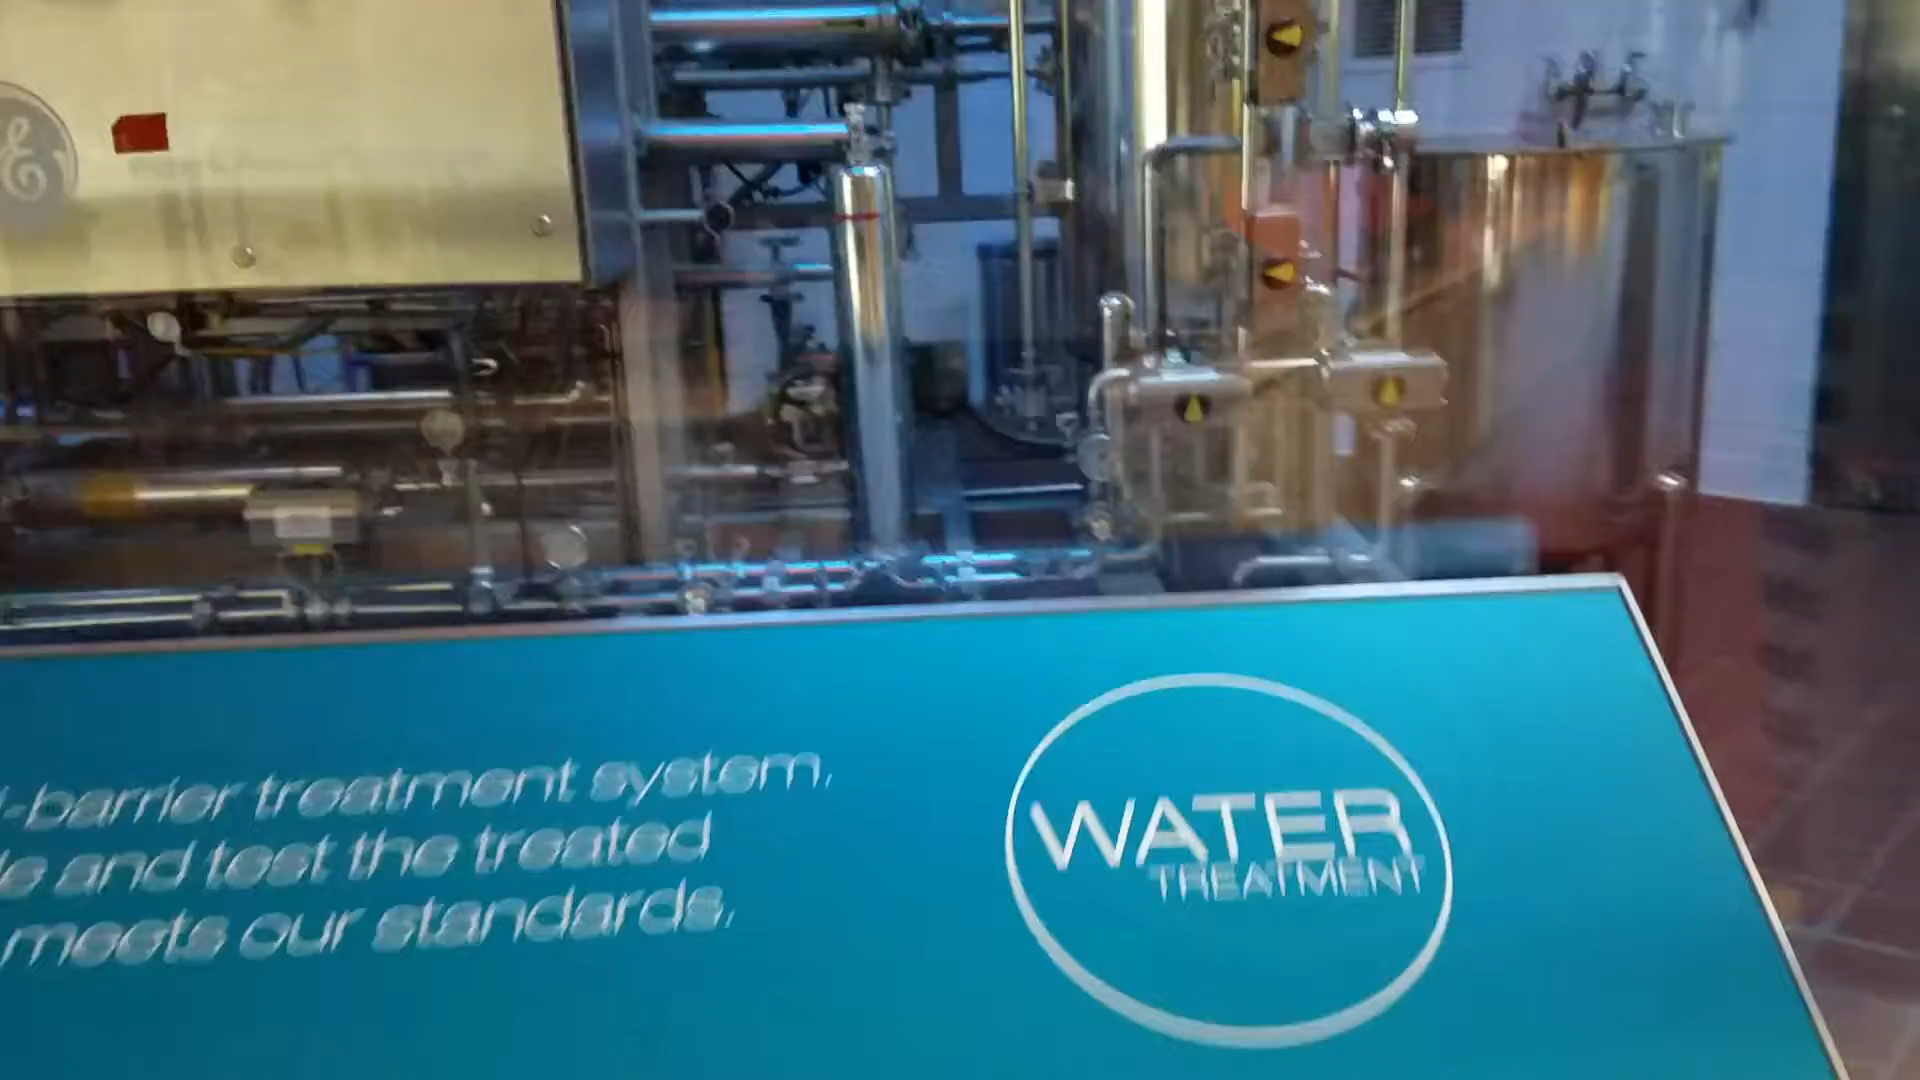 -barrier treatment system,
and test the treated
meets our standards.
WATER
TREATMENT